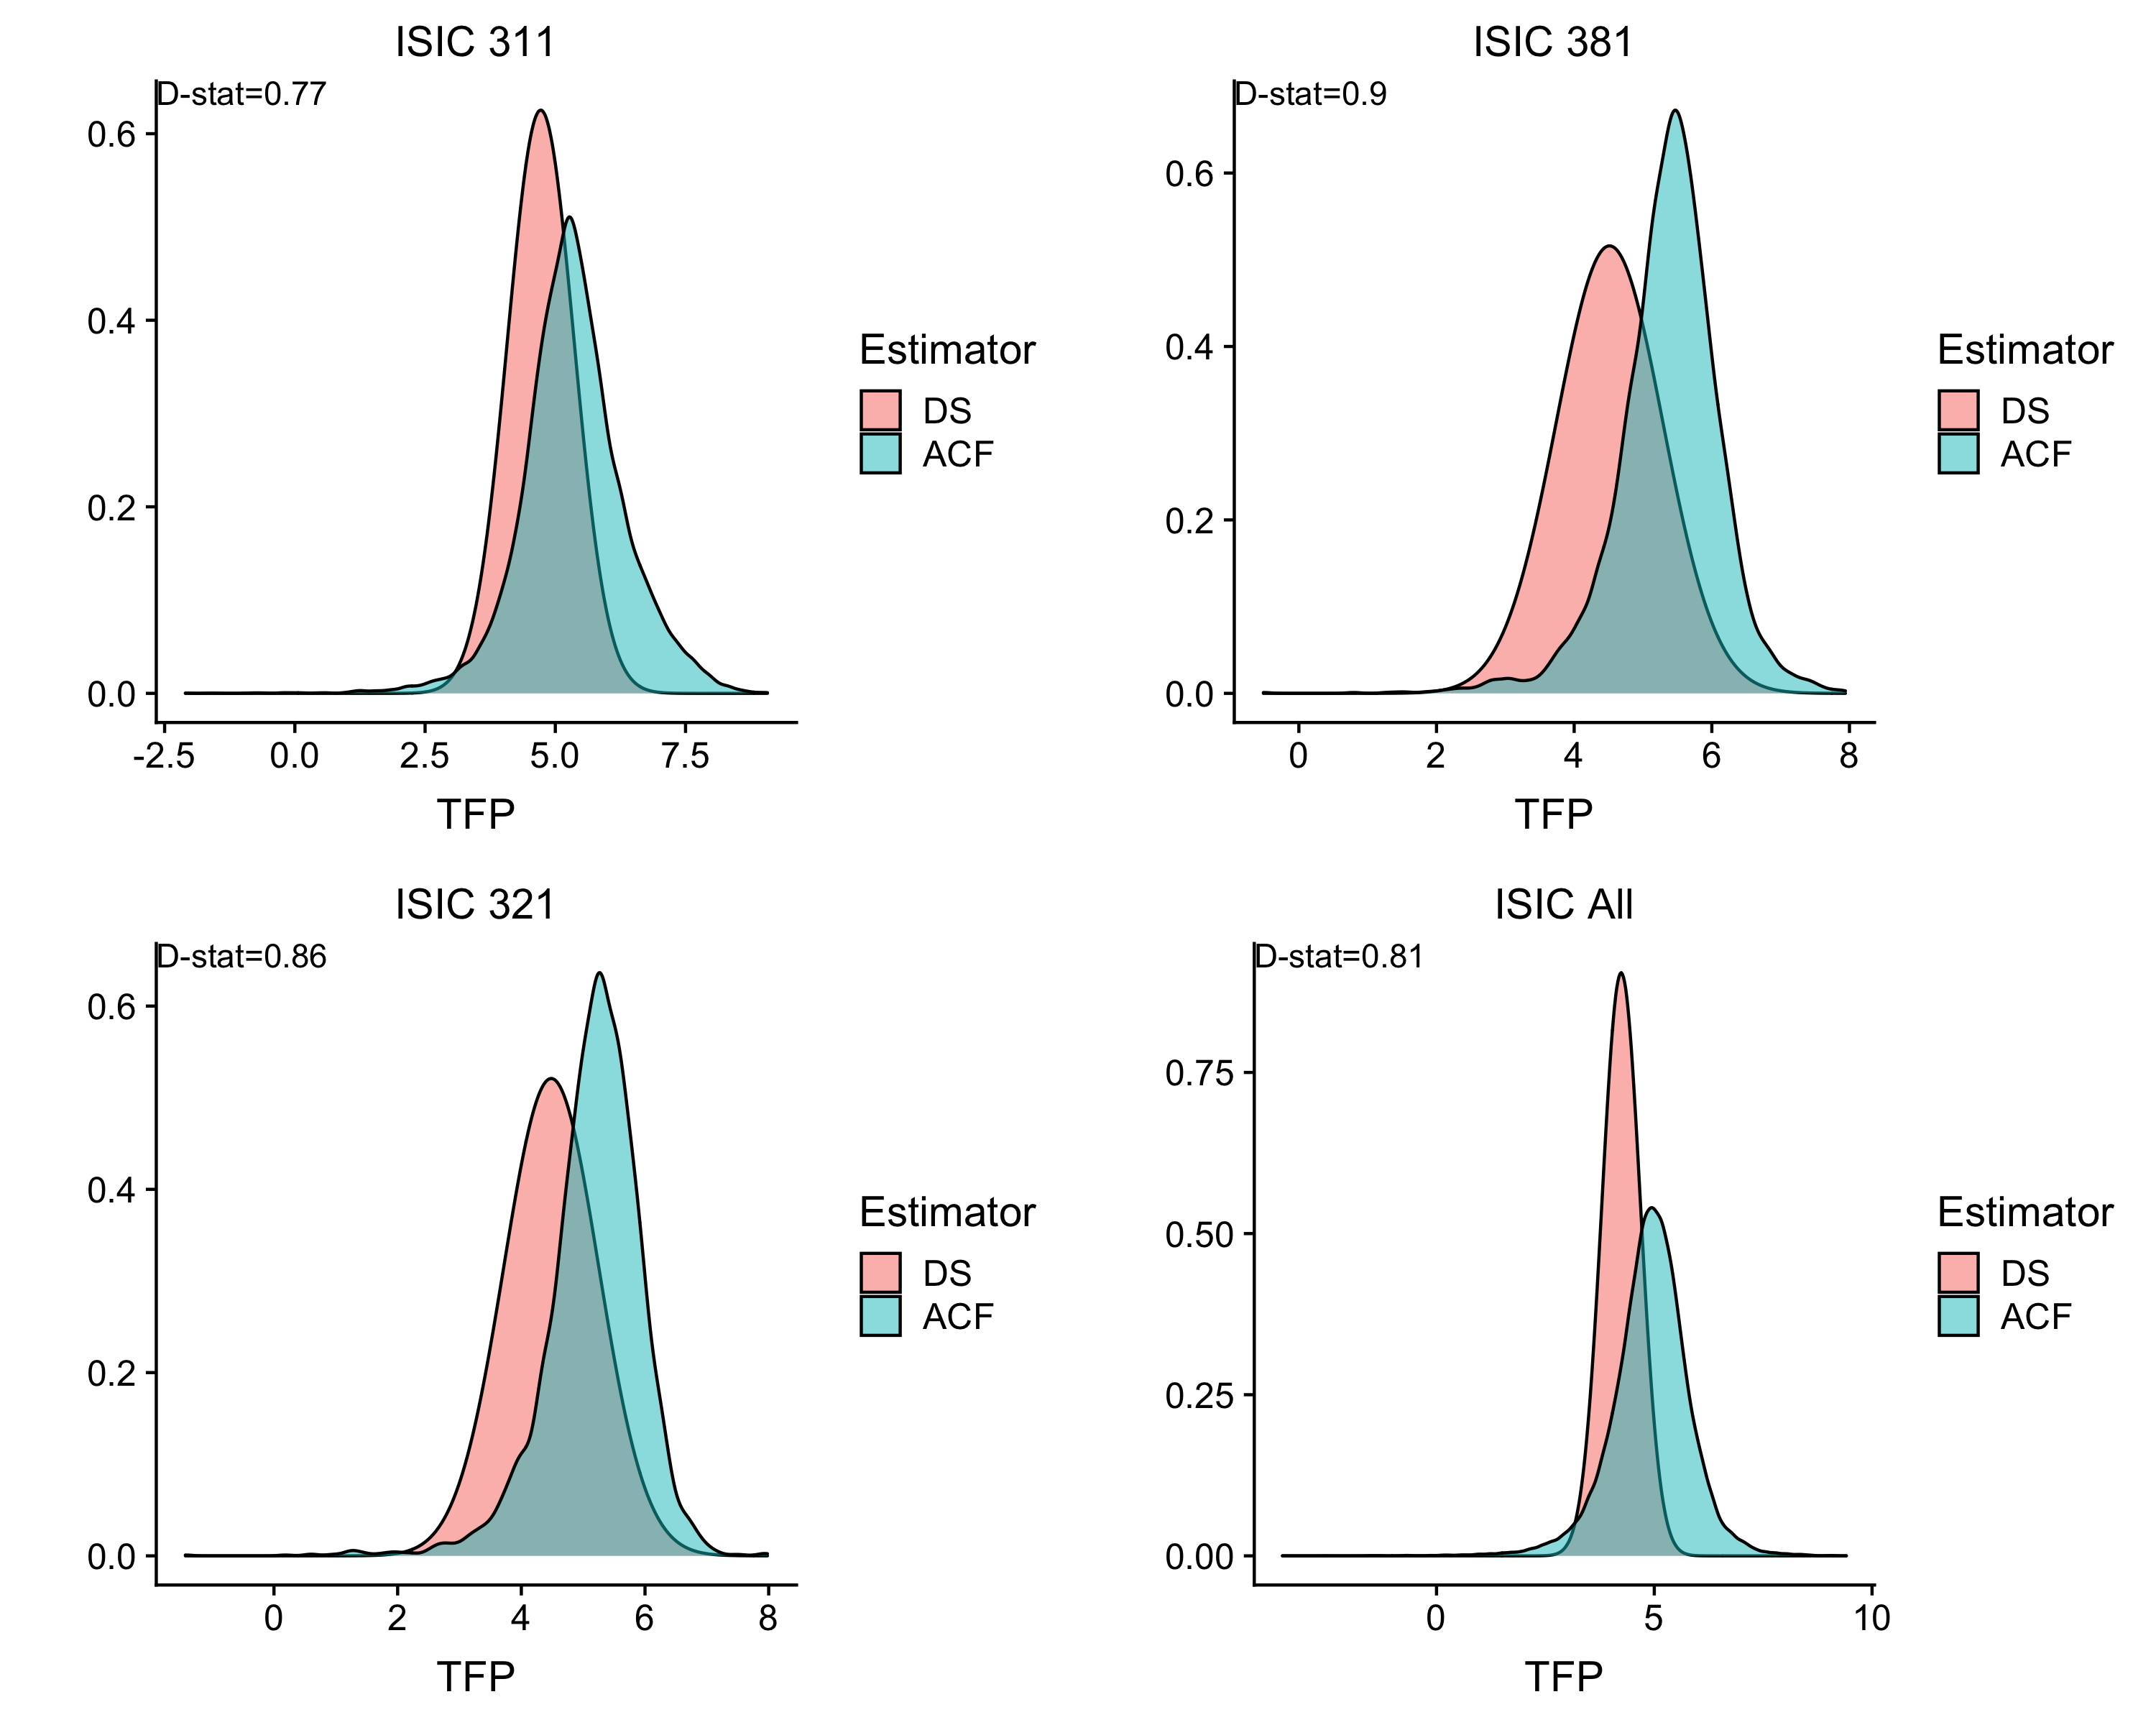 ISIC 311
D-stat=0.77
0.6
0.4
0.2
0.0
-2.5 0.0 2.5 5.0 7.5
TFP
Estimator
DS
ACF
ISIC 381
D-stat=0.9
0.6
0.4
0.2
0.0
0 2 4 6 8
TFP
Estimator
DS
ACF
ISIC 321
D-stat=0.86
0.6
0.4
0.2
0.0
0 2 4 6 8
TFP
Estimator
DS
ACF
ISIC All
D-stat=0.81
0.75
0.50
0.25
0.00
0 5 10
TFP
Estimator
DS
ACF